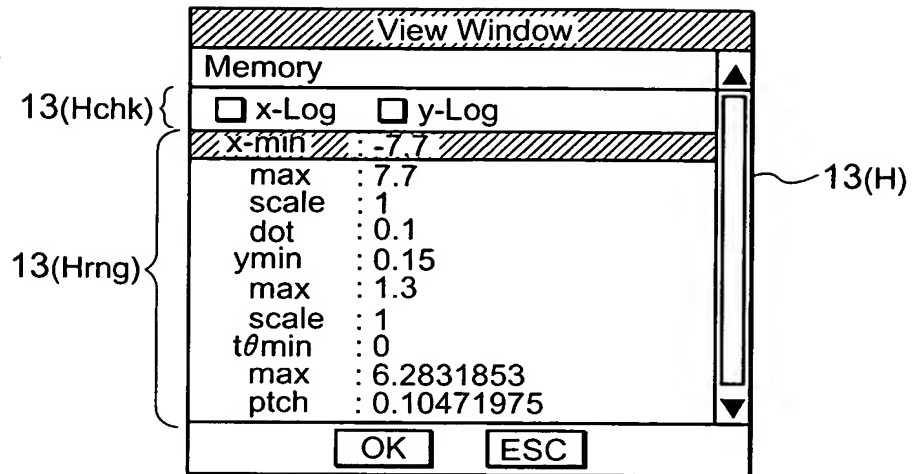 View Window
Memory
13(Hchk)
x-Log y-Log
x-min : -7.7
max : 7.7
13(H)
scale : 1
dot : 0.1
ymin : 0.15
13(Hrng)
max : 1.3
scale : 1
tθmin : 0
max : 6.2831853
ptch : 0.10471975
OK ESC